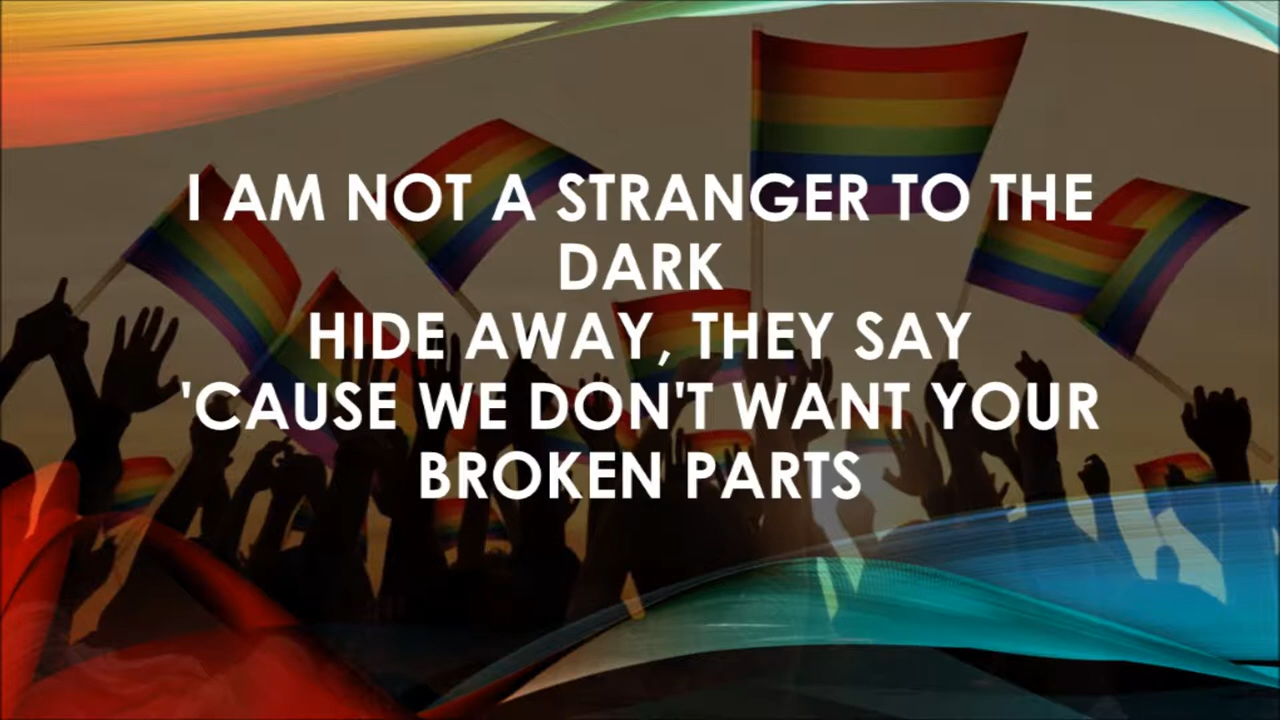 I AM NOT A STRANGER TO THE
DARK
HIDE AWAY, THEY SAY
'CAUSE WE DON'T WANT YOUR
BROKEN PARTS